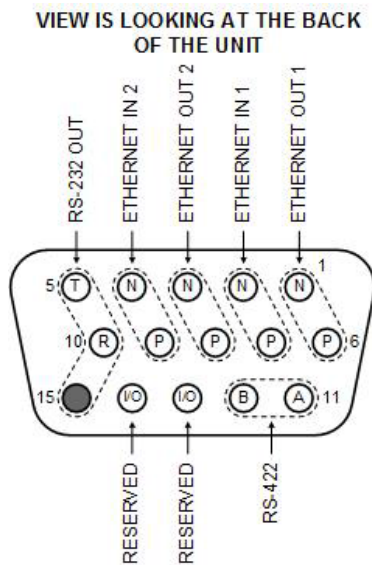 VIEW IS LOOKING AT THE BACK
OF THE UNIT
RS-232 OUT
ETHERNET IN 2
ETHERNET OUT 2
ETHERNET IN 1
ETHERNET OUT 1
1
5 T N N N N
10 R P P P P 6
15 I/O I/O B A 11
RESERVED
RESERVED
RS-422